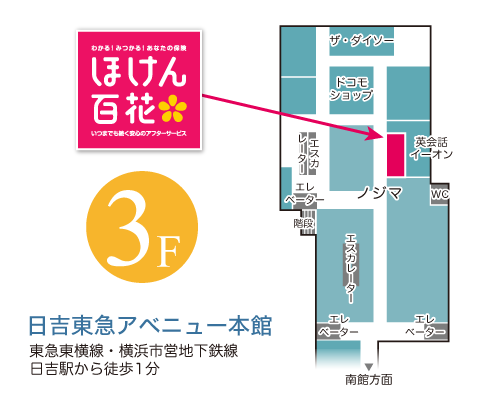 わかる！みつかる！あなたの保険
ほけん
百花
いつまでも続く安心のアフターサービス
3F
日吉東急アベニュー本館
東急東横線・横浜市営地下鉄線
日吉駅から徒歩1分
ザ・ダイソー
ドコモ
ショップ
エスカ
レーター
英会話
イーオン
エレ
ベーター
ノジマ
WC
階段
エスカレーター
エレ
ベーター
エレ
ベーター
南館方面